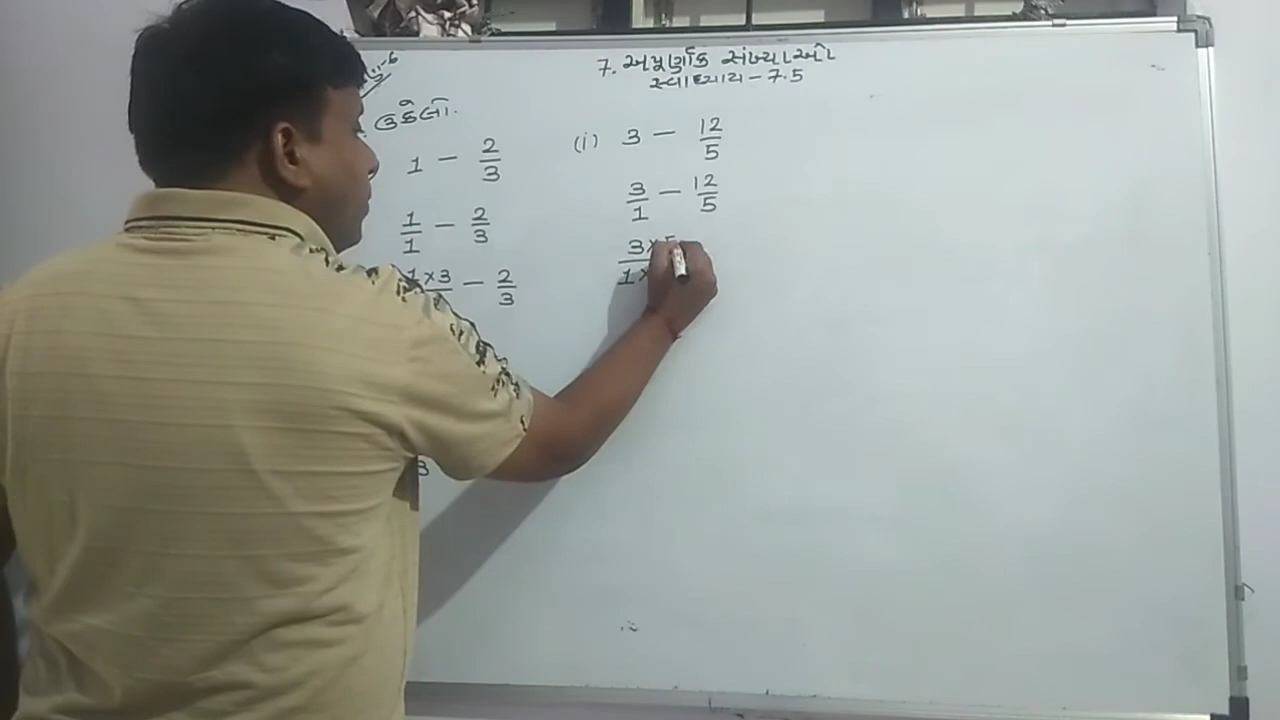 7. અપૂર્ણાંક સંખ્યાઓ
સ્વાધ્યાય - 7.5
ઉકેલો.
1 - 2/3
1/1 - 2/3
1×3 - 2/3
3
(i) 3 - 12/5
3/1 - 12/5
3×5
1×